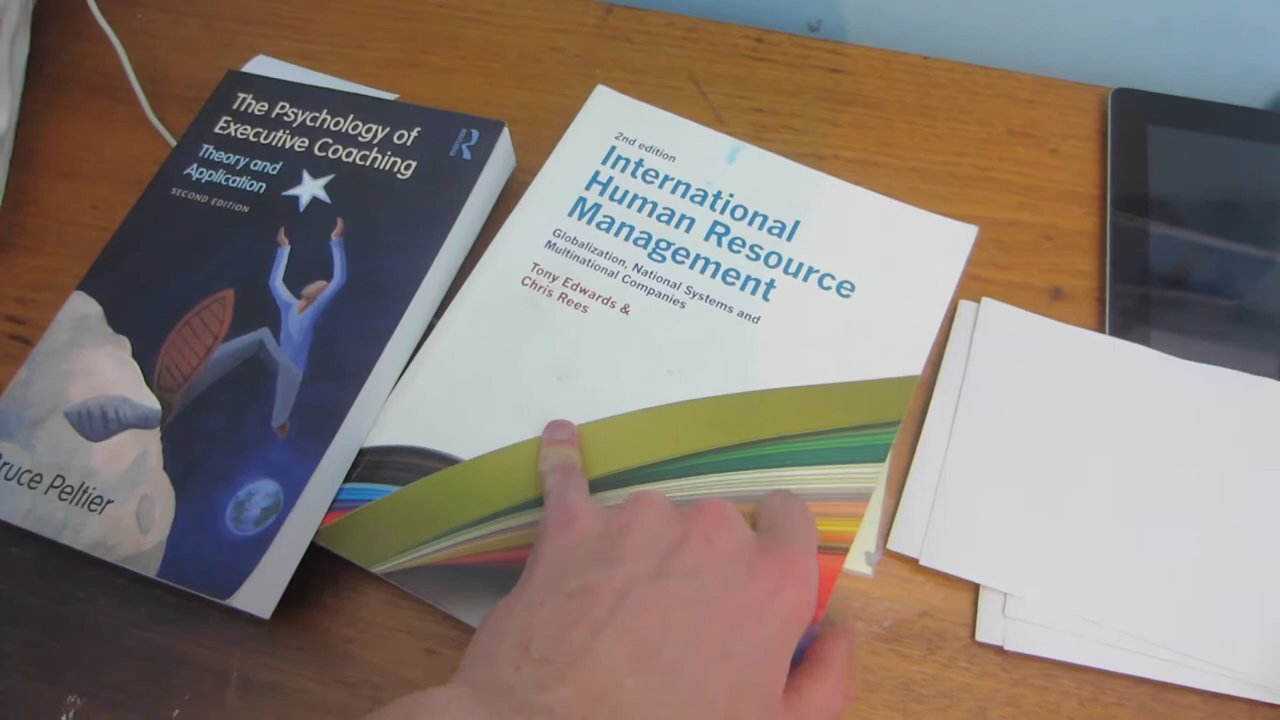 The Psychology of
Executive Coaching
Theory and
Application
SECOND EDITION
Bruce Peltier
2nd edition
International
Human Resource
Management
Globalization, National Systems and
Multinational Companies
Tony Edwards &
Chris Rees